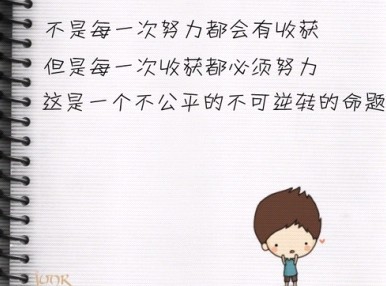 不是每一次努力都会有收获
但是每一次收获都必须努力
这是一个不公平的不可逆转的命题